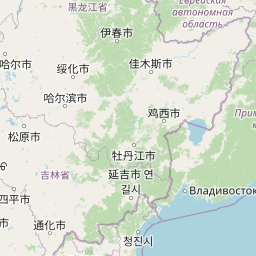 黑龙江省
Еврейская
автономная
область
伊春市
佳木斯市
哈尔市
绥化市
哈尔滨市
鸡西市
Прим
松原市
牡丹江市
吉林省
延吉市 연
길시
Владивосток
四平市
通化市
청진시